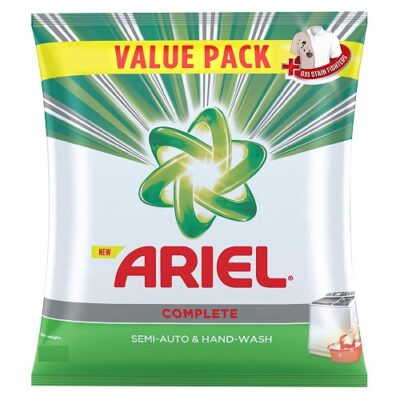 VALUE PACK
+
OXI STAIN FIGHTERS
NEW
ARIEL®
COMPLETE
SEMI-AUTO & HAND-WASH